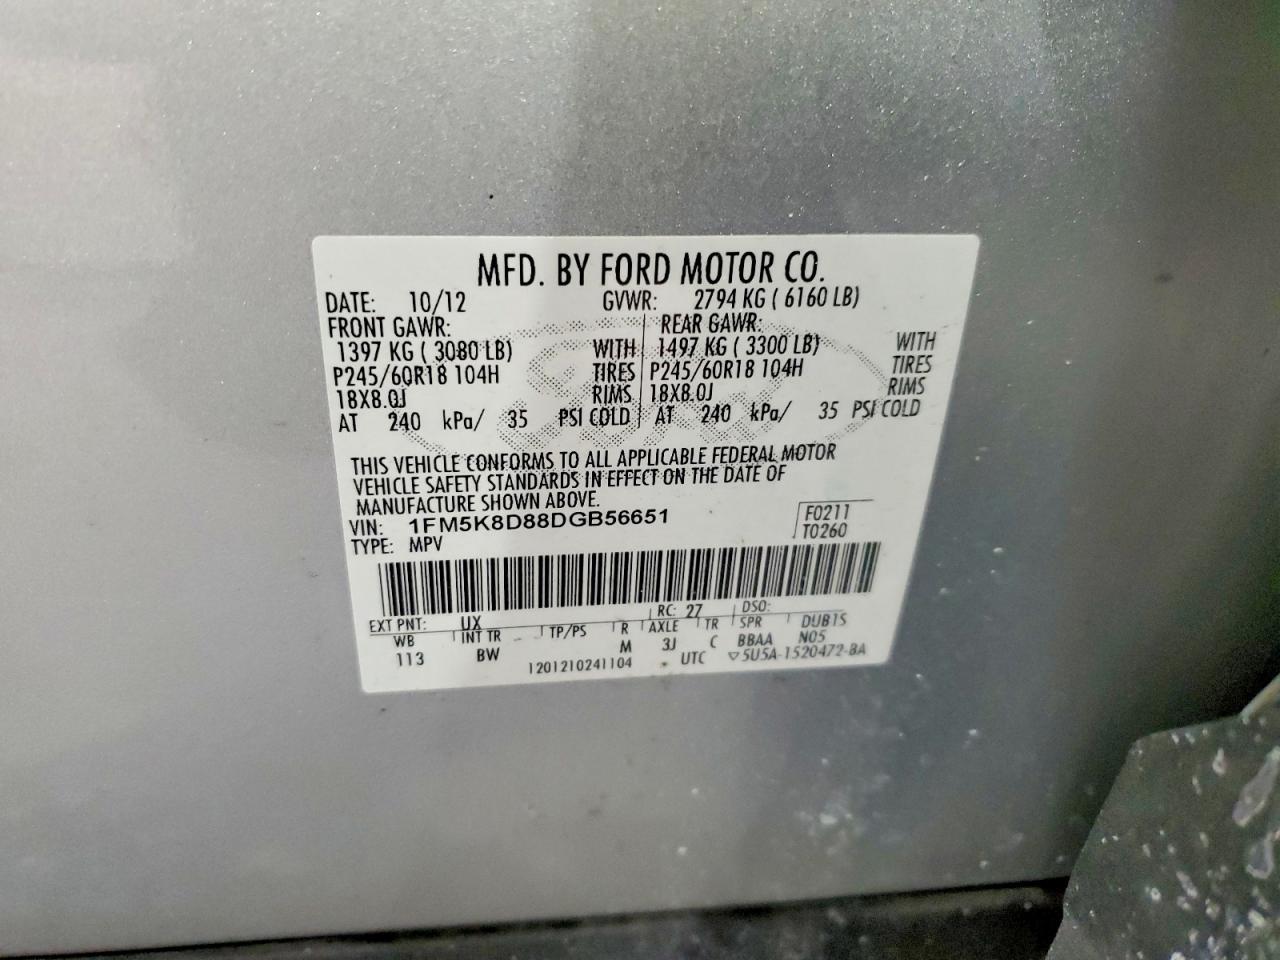 MFD. BY FORD MOTOR CO.
DATE: 10/12 GVWR: 2794 KG ( 6160 LB)
FRONT GAWR: REAR GAWR:
1397 KG ( 3080 LB) WITH 1497 KG ( 3300 LB) WITH
P245/60R18 104H TIRES P245/60R18 104H TIRES
18X8.0J RIMS 18X8.0J RIMS
AT 240 kPa/ 35 PSI COLD AT 240 kPa/ 35 PSI COLD
THIS VEHICLE CONFORMS TO ALL APPLICABLE FEDERAL MOTOR
VEHICLE SAFETY STANDARDS IN EFFECT ON THE DATE OF
MANUFACTURE SHOWN ABOVE.
VIN: 1FM5K8D88DGB56651 F0211
TYPE: MPV T0260
EXT PNT: UX RC: 27 DSO:
WB INT TR TP/PS R AXLE TR SPR DUB1S
113 BW M 3J C BBAA N05
1201210241104 UTC ▽5U5A-1520472-BA